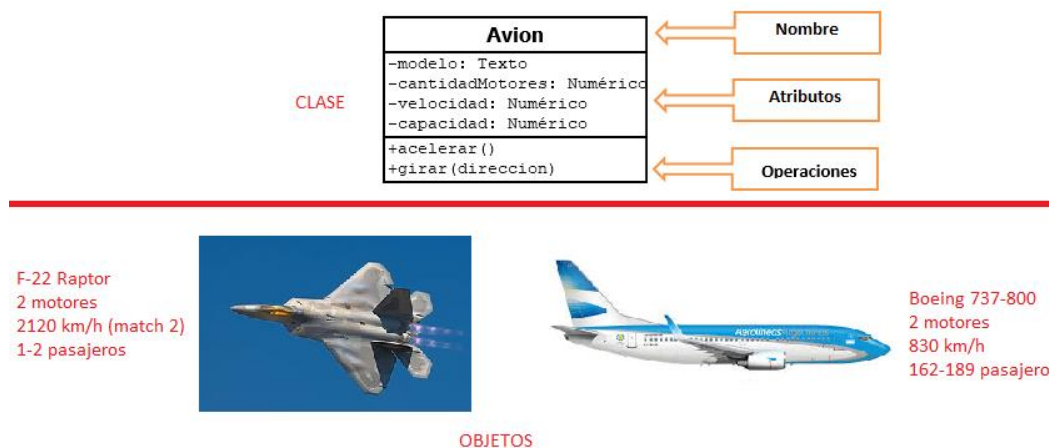 Avion
Nombre
-modelo: Texto
-cantidadMotores: Numérico
-velocidad: Numérico
-capacidad: Numérico
CLASE
Atributos
+acelerar()
+girar(direccion)
Operaciones
F-22 Raptor
2 motores
2120 km/h (match 2)
1-2 pasajeros
Aerolíneas
Boeing 737-800
2 motores
830 km/h
162-189 pasajero
OBJETOS